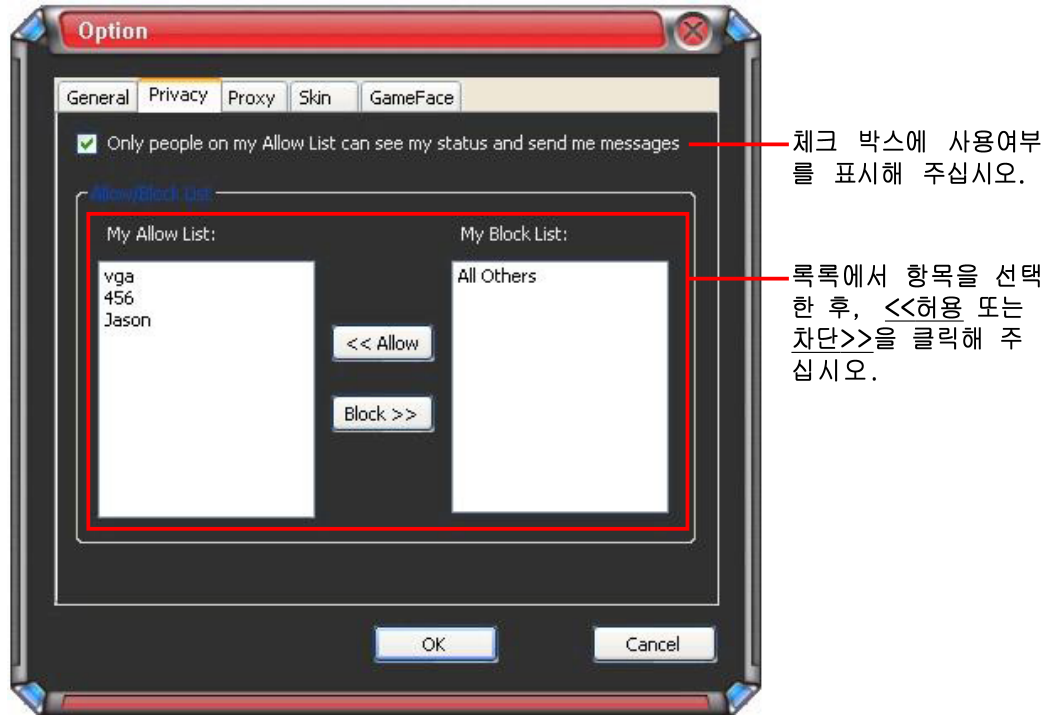 Option
General Privacy Proxy Skin GameFace
Only people on my Allow List can see my status and send me messages
체크 박스에 사용여부
를 표시해 주십시오.
Allow/Block List
My Allow List:
My Block List:
vga
456
Jason
All Others
<< Allow
Block >>
록록에서 항목을 선택
한 후, <<허용 또는
차단>>을 클릭해 주
십시오.
OK
Cancel